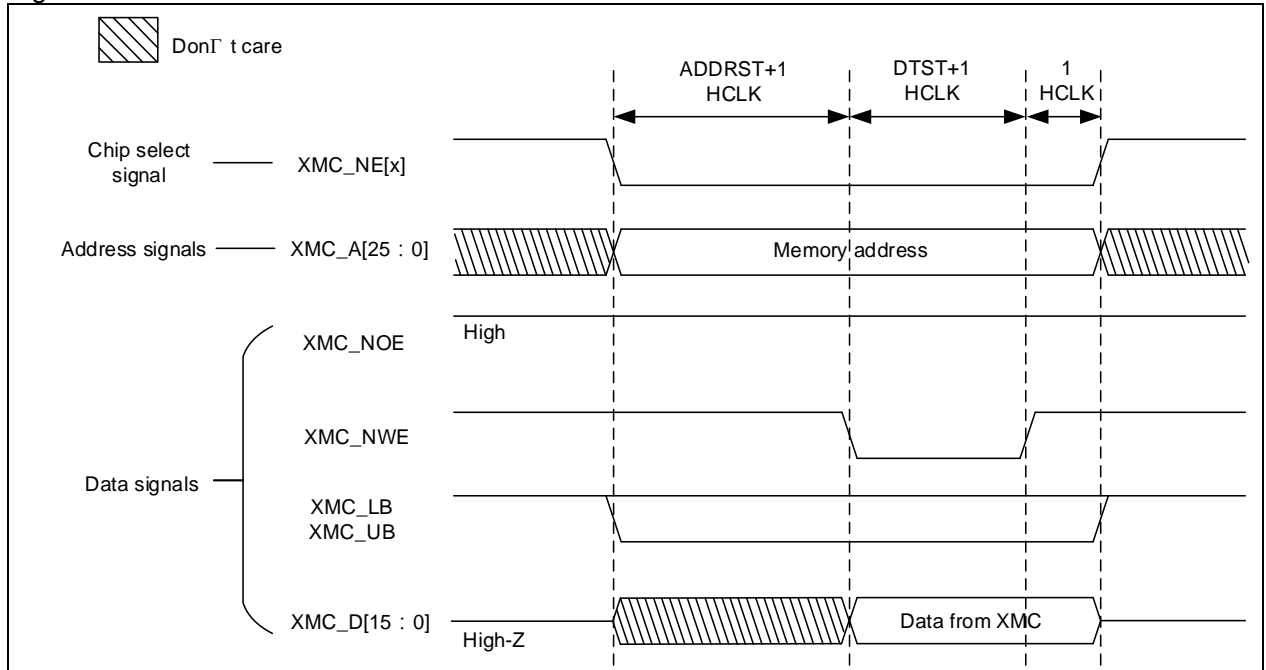 DonΓ t care
ADDRST+1
HCLK
DTST+1
HCLK
1
HCLK
Chip select
signal
XMC_NE[x]
Address signals
XMC_A[25 : 0]
Memory address
XMC_NOE
High
XMC_NWE
Data signals
XMC_LB
XMC_UB
XMC_D[15 : 0]
High-Z
Data from XMC